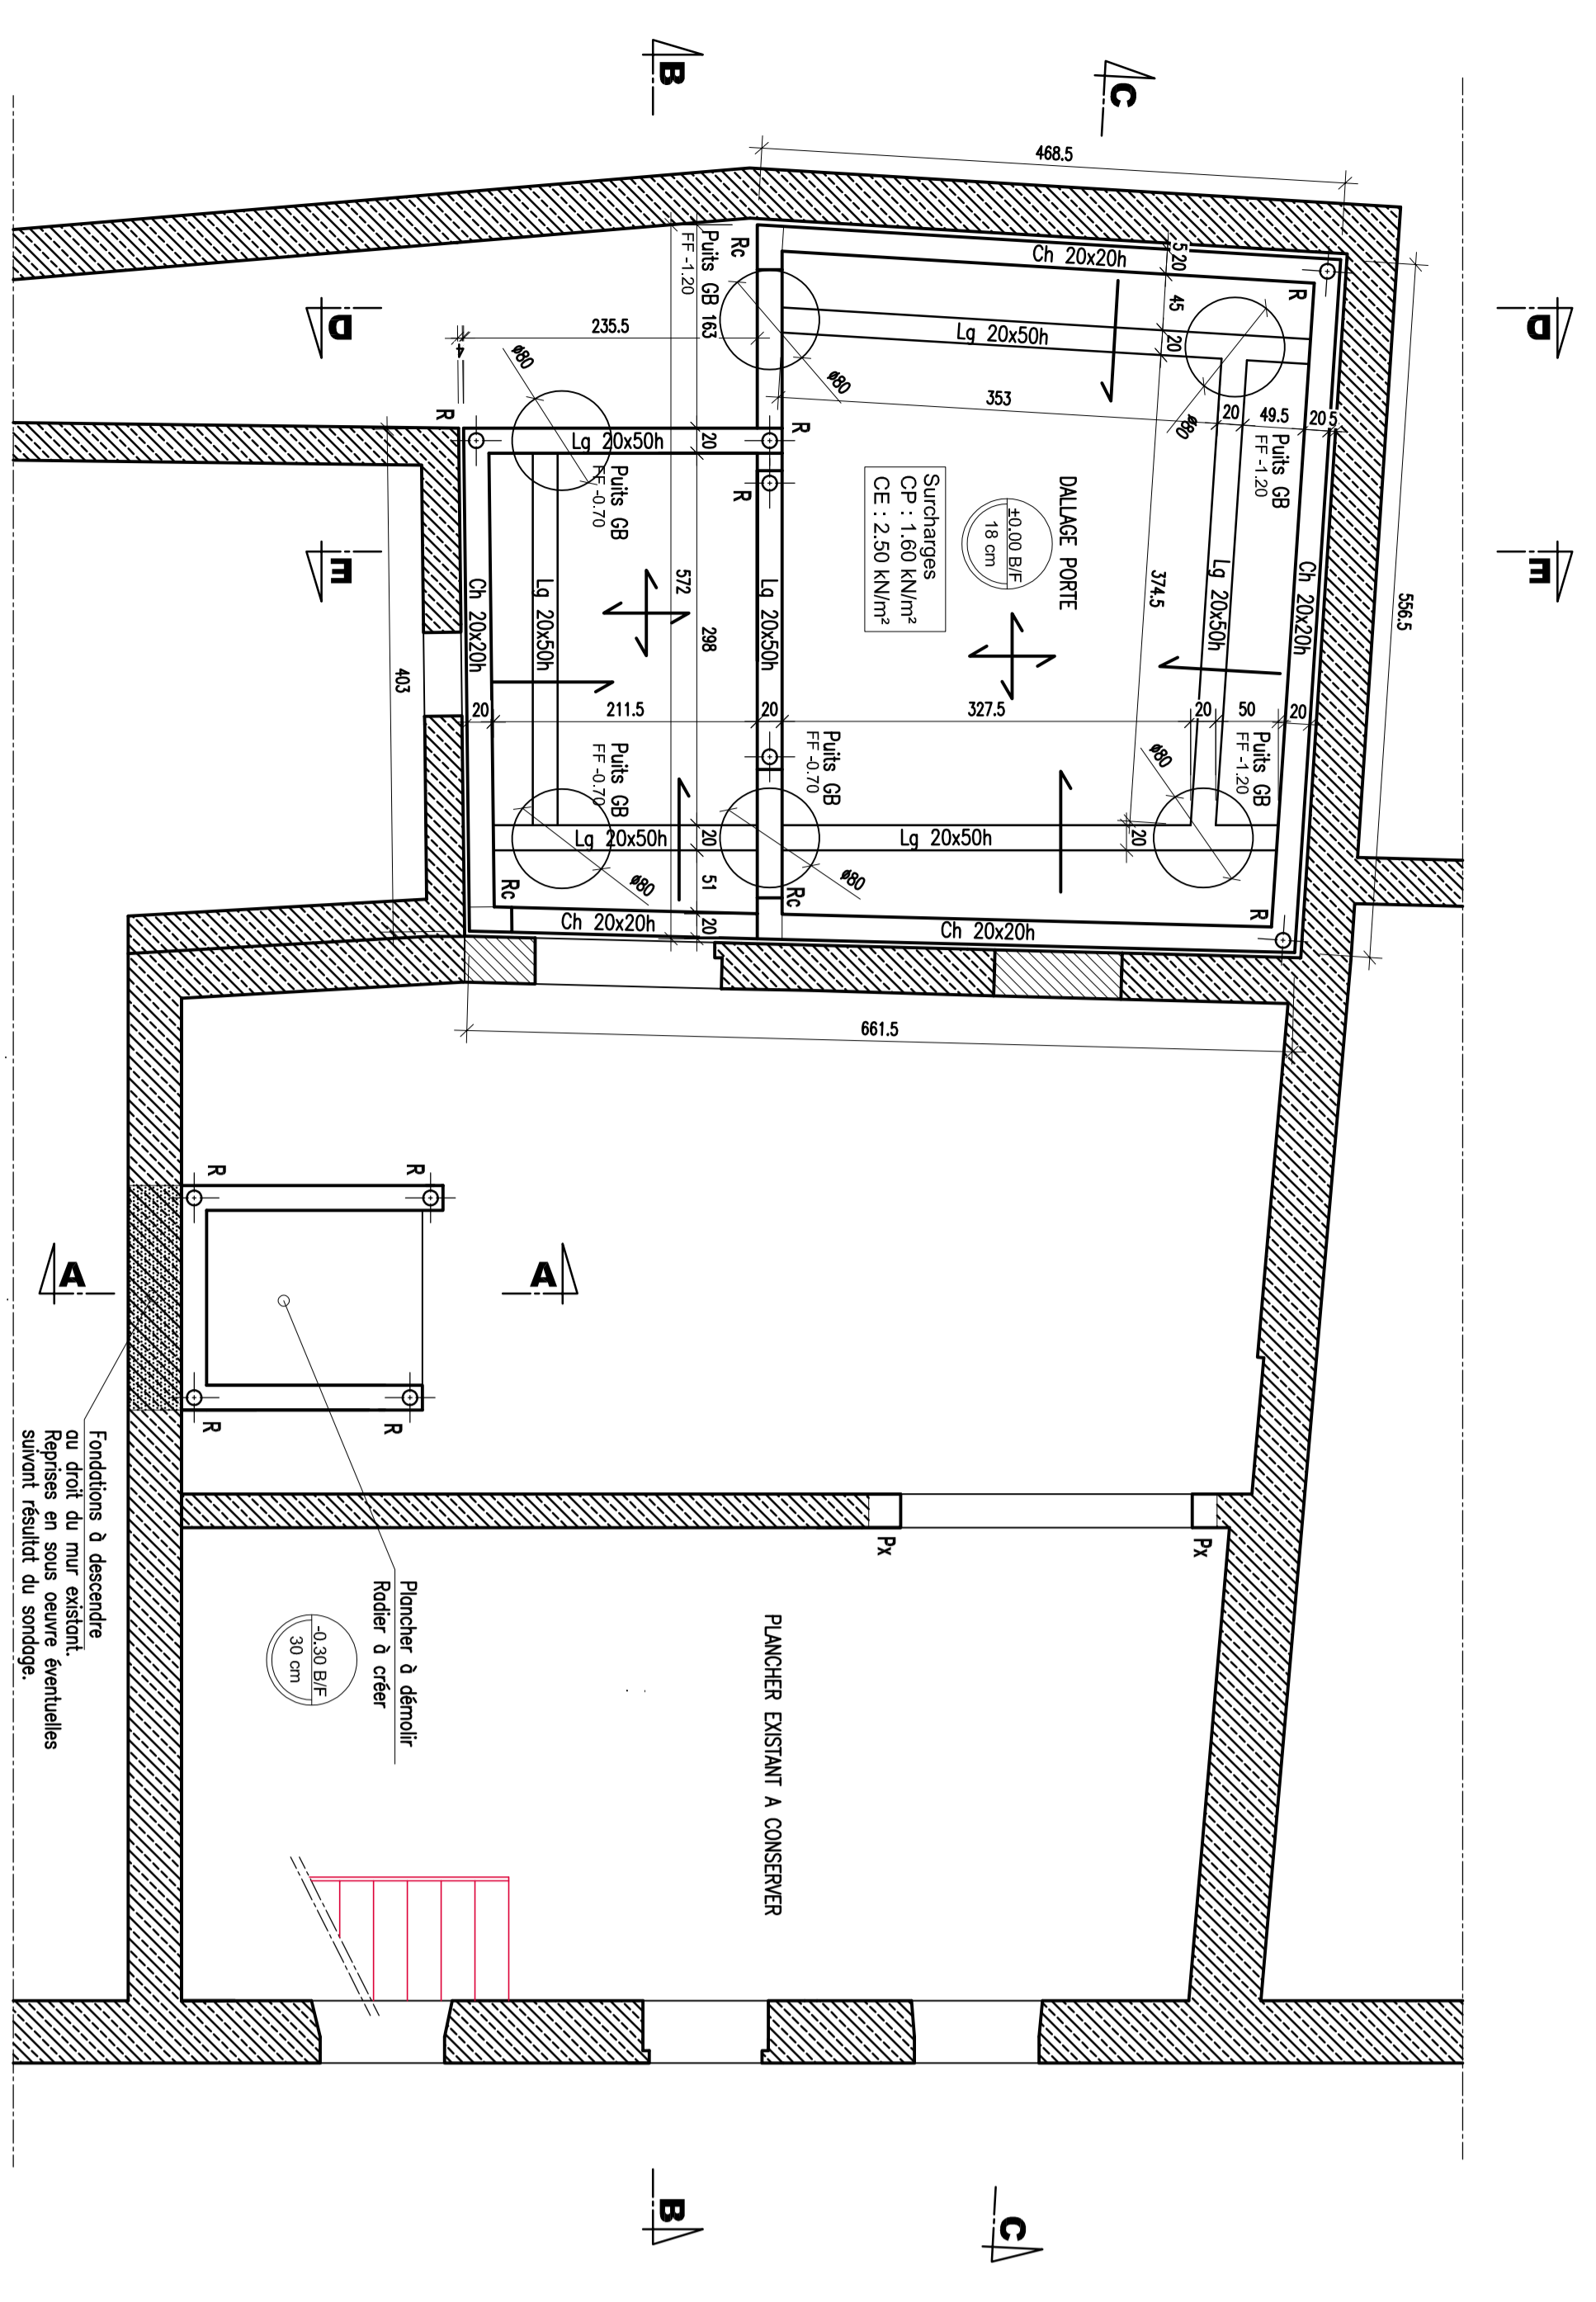 B
C
468.5
D
D
E
E
556.5
Ch 20x20h
5
20
45
20
R
Lg 20x50h
Rc
Puits GB
FF -1.20
163
235.5
4
ø80
ø80
ø80
353
20
49.5
20
5
Puits GB
FF -1.20
R
R
Lg 20x50h
20
R
Puits GB
FF -0.70
DALLAGE PORTE
±0.00 B/F
18 cm
Surcharges
CP : 1.60 kN/m²
CE : 2.50 kN/m²
374.5
Lg 20x50h
Ch 20x20h
Ch 20x20h
Lg 20x50h
572
298
Lg 20x50h
403
20
211.5
20
327.5
20
50
20
Puits GB
FF -0.70
Puits GB
FF -0.70
Puits GB
FF -1.20
ø80
Lg 20x50h
20
Lg 20x50h
20
ø80
51
ø80
Rc
Rc
R
Ch 20x20h
20
Ch 20x20h
661.5
R
R
A
A
R
R
Fondations à descendre
au droit du mur existant.
Reprises en sous oeuvre éventuelles
suivant résultat du sondage.
Px
Px
Plancher à démolir
Radier à créer
-0.30 B/F
30 cm
PLANCHER EXISTANT A CONSERVER
B
C